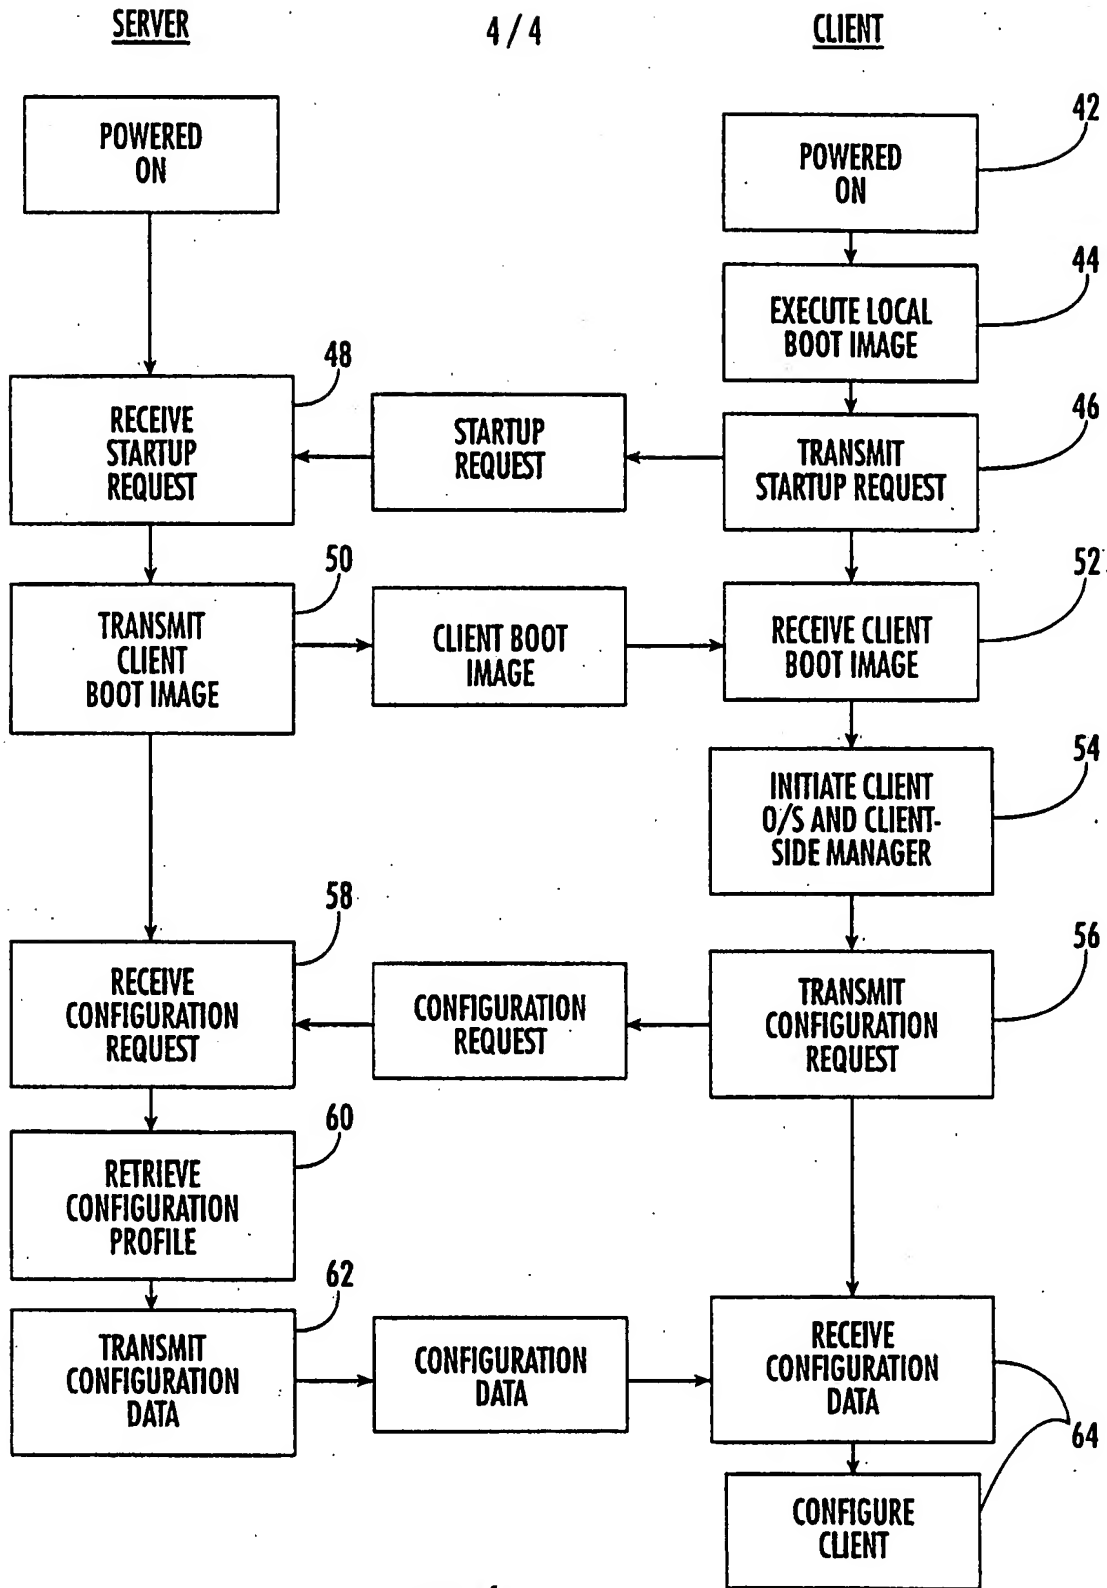 SERVER
4/4
CLIENT
POWERED
ON
42
POWERED
ON
44
EXECUTE LOCAL
BOOT IMAGE
48
RECEIVE
STARTUP
REQUEST
STARTUP
REQUEST
46
TRANSMIT
STARTUP REQUEST
50
TRANSMIT
CLIENT
BOOT IMAGE
CLIENT BOOT
IMAGE
52
RECEIVE CLIENT
BOOT IMAGE
54
INITIATE CLIENT
O/S AND CLIENT-
SIDE MANAGER
58
RECEIVE
CONFIGURATION
REQUEST
CONFIGURATION
REQUEST
56
TRANSMIT
CONFIGURATION
REQUEST
60
RETRIEVE
CONFIGURATION
PROFILE
62
TRANSMIT
CONFIGURATION
DATA
CONFIGURATION
DATA
RECEIVE
CONFIGURATION
DATA
64
CONFIGURE
CLIENT